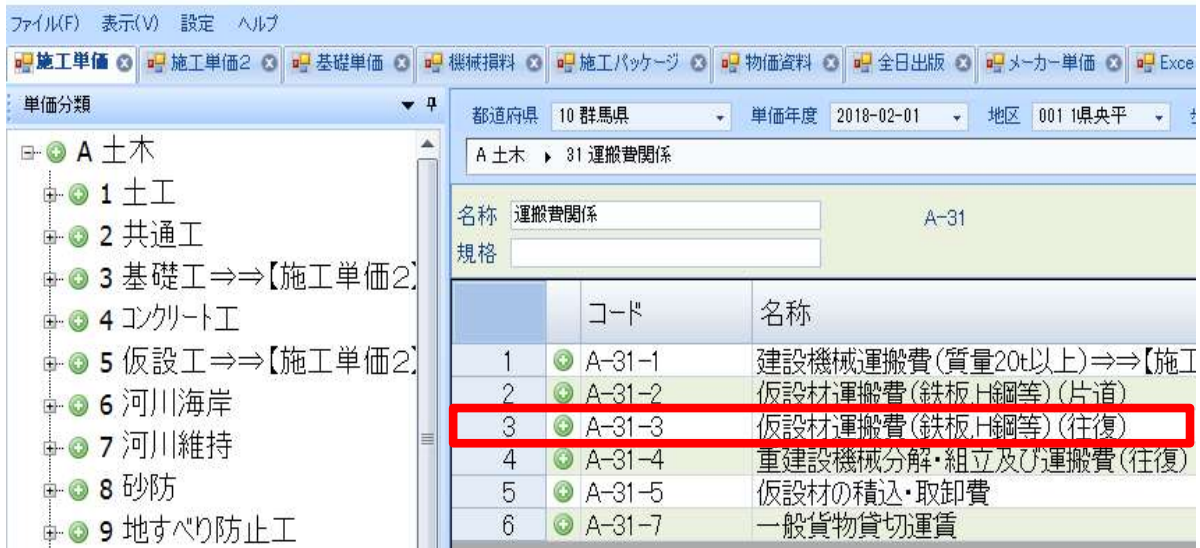 ファイル(F) 表示(V) 設定 ヘルプ
施工単価 施工単価2 基礎単価 機械損料 施工パッケージ 物価資料 全日出版 メーカー単価 Exce
単価分類
都道府県 10 群馬県 単価年度 2018-02-01 地区 001 1県央平
A 土木 31 運搬費関係
名称 運搬費関係 A-31
規格
A 土木
1 土工
2 共通工
3 基礎工⇒⇒【施工単価2】
4 コンクリート工
5 仮設工⇒⇒【施工単価2】
6 河川海岸
7 河川維持
8 砂防
9 地すべり防止工
コード 名称
1 A-31-1 建設機械運搬費(質量20t以上)⇒⇒【施工
2 A-31-2 仮設材運搬費(鉄板,H鋼等)(片道)
3 A-31-3 仮設材運搬費(鉄板,H鋼等)(往復)
4 A-31-4 重建設機械分解・組立及び運搬費(往復)
5 A-31-5 仮設材の積込・取卸費
6 A-31-7 一般貨物貸切運賃